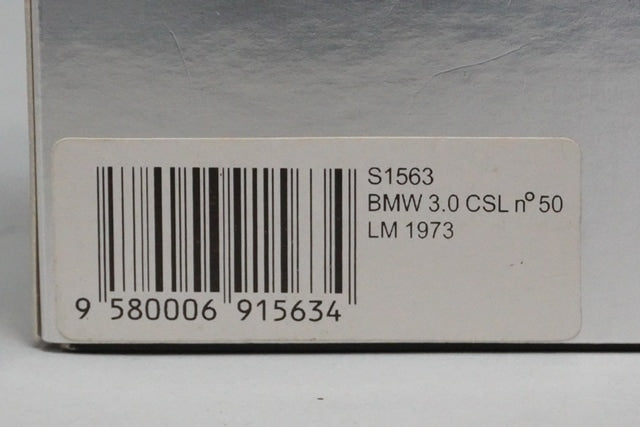 S1563
BMW 3.0 CSL nº 50
LM 1973
9 580006 915634